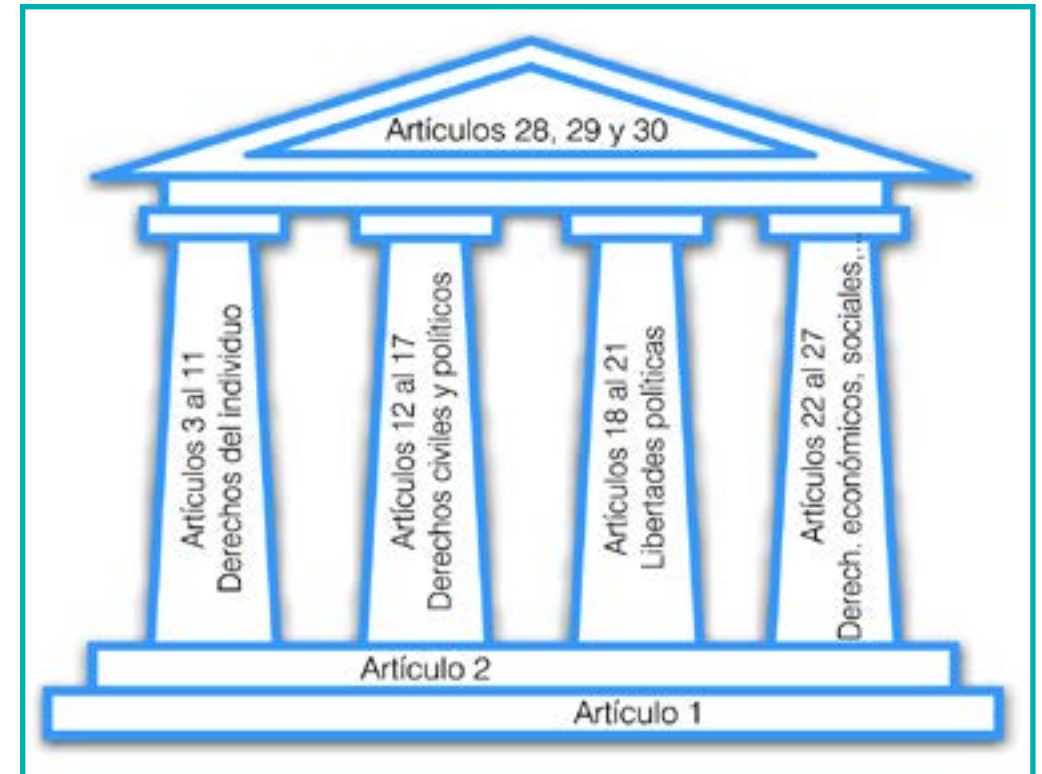 Artículos 28, 29 y 30
Artículos 3 al 11
Derechos del individuo
Artículos 12 al 17
Derechos civiles y políticos
Artículos 18 al 21
Libertades políticas
Artículos 22 al 27
Derech. económicos, sociales,...
Artículo 2
Artículo 1